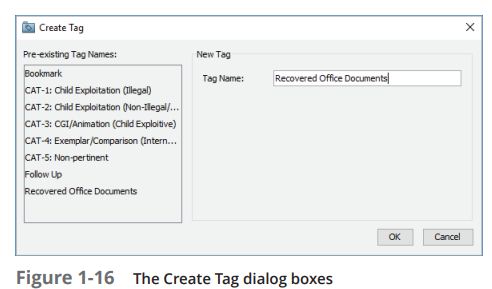 Create Tag
Pre-existing Tag Names:
Bookmark
CAT-1: Child Exploitation (Illegal)
CAT-2: Child Exploitation (Non-Illegal/...
CAT-3: CGI/Animation (Child Exploitive)
CAT-4: Exemplar/Comparison (Intern...
CAT-5: Non-pertinent
Follow Up
Recovered Office Documents
New Tag
Tag Name: Recovered Office Documents
OK Cancel
Figure 1-16 The Create Tag dialog boxes